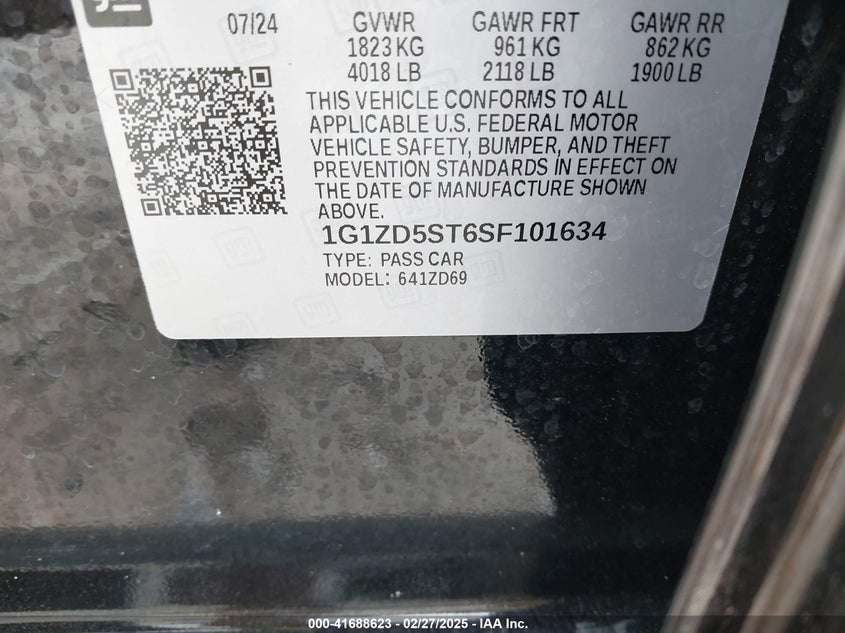 07/24 GVWR GAWR FRT GAWR RR
1823 KG 961 KG 862 KG
4018 LB 2118 LB 1900 LB
THIS VEHICLE CONFORMS TO ALL
APPLICABLE U.S. FEDERAL MOTOR
VEHICLE SAFETY, BUMPER, AND THEFT
PREVENTION STANDARDS IN EFFECT ON
THE DATE OF MANUFACTURE SHOWN
ABOVE.
1G1ZD5ST6SF101634
TYPE: PASS CAR
MODEL: 641ZD69
000-41688623 - 02/27/2025 - IAA Inc.